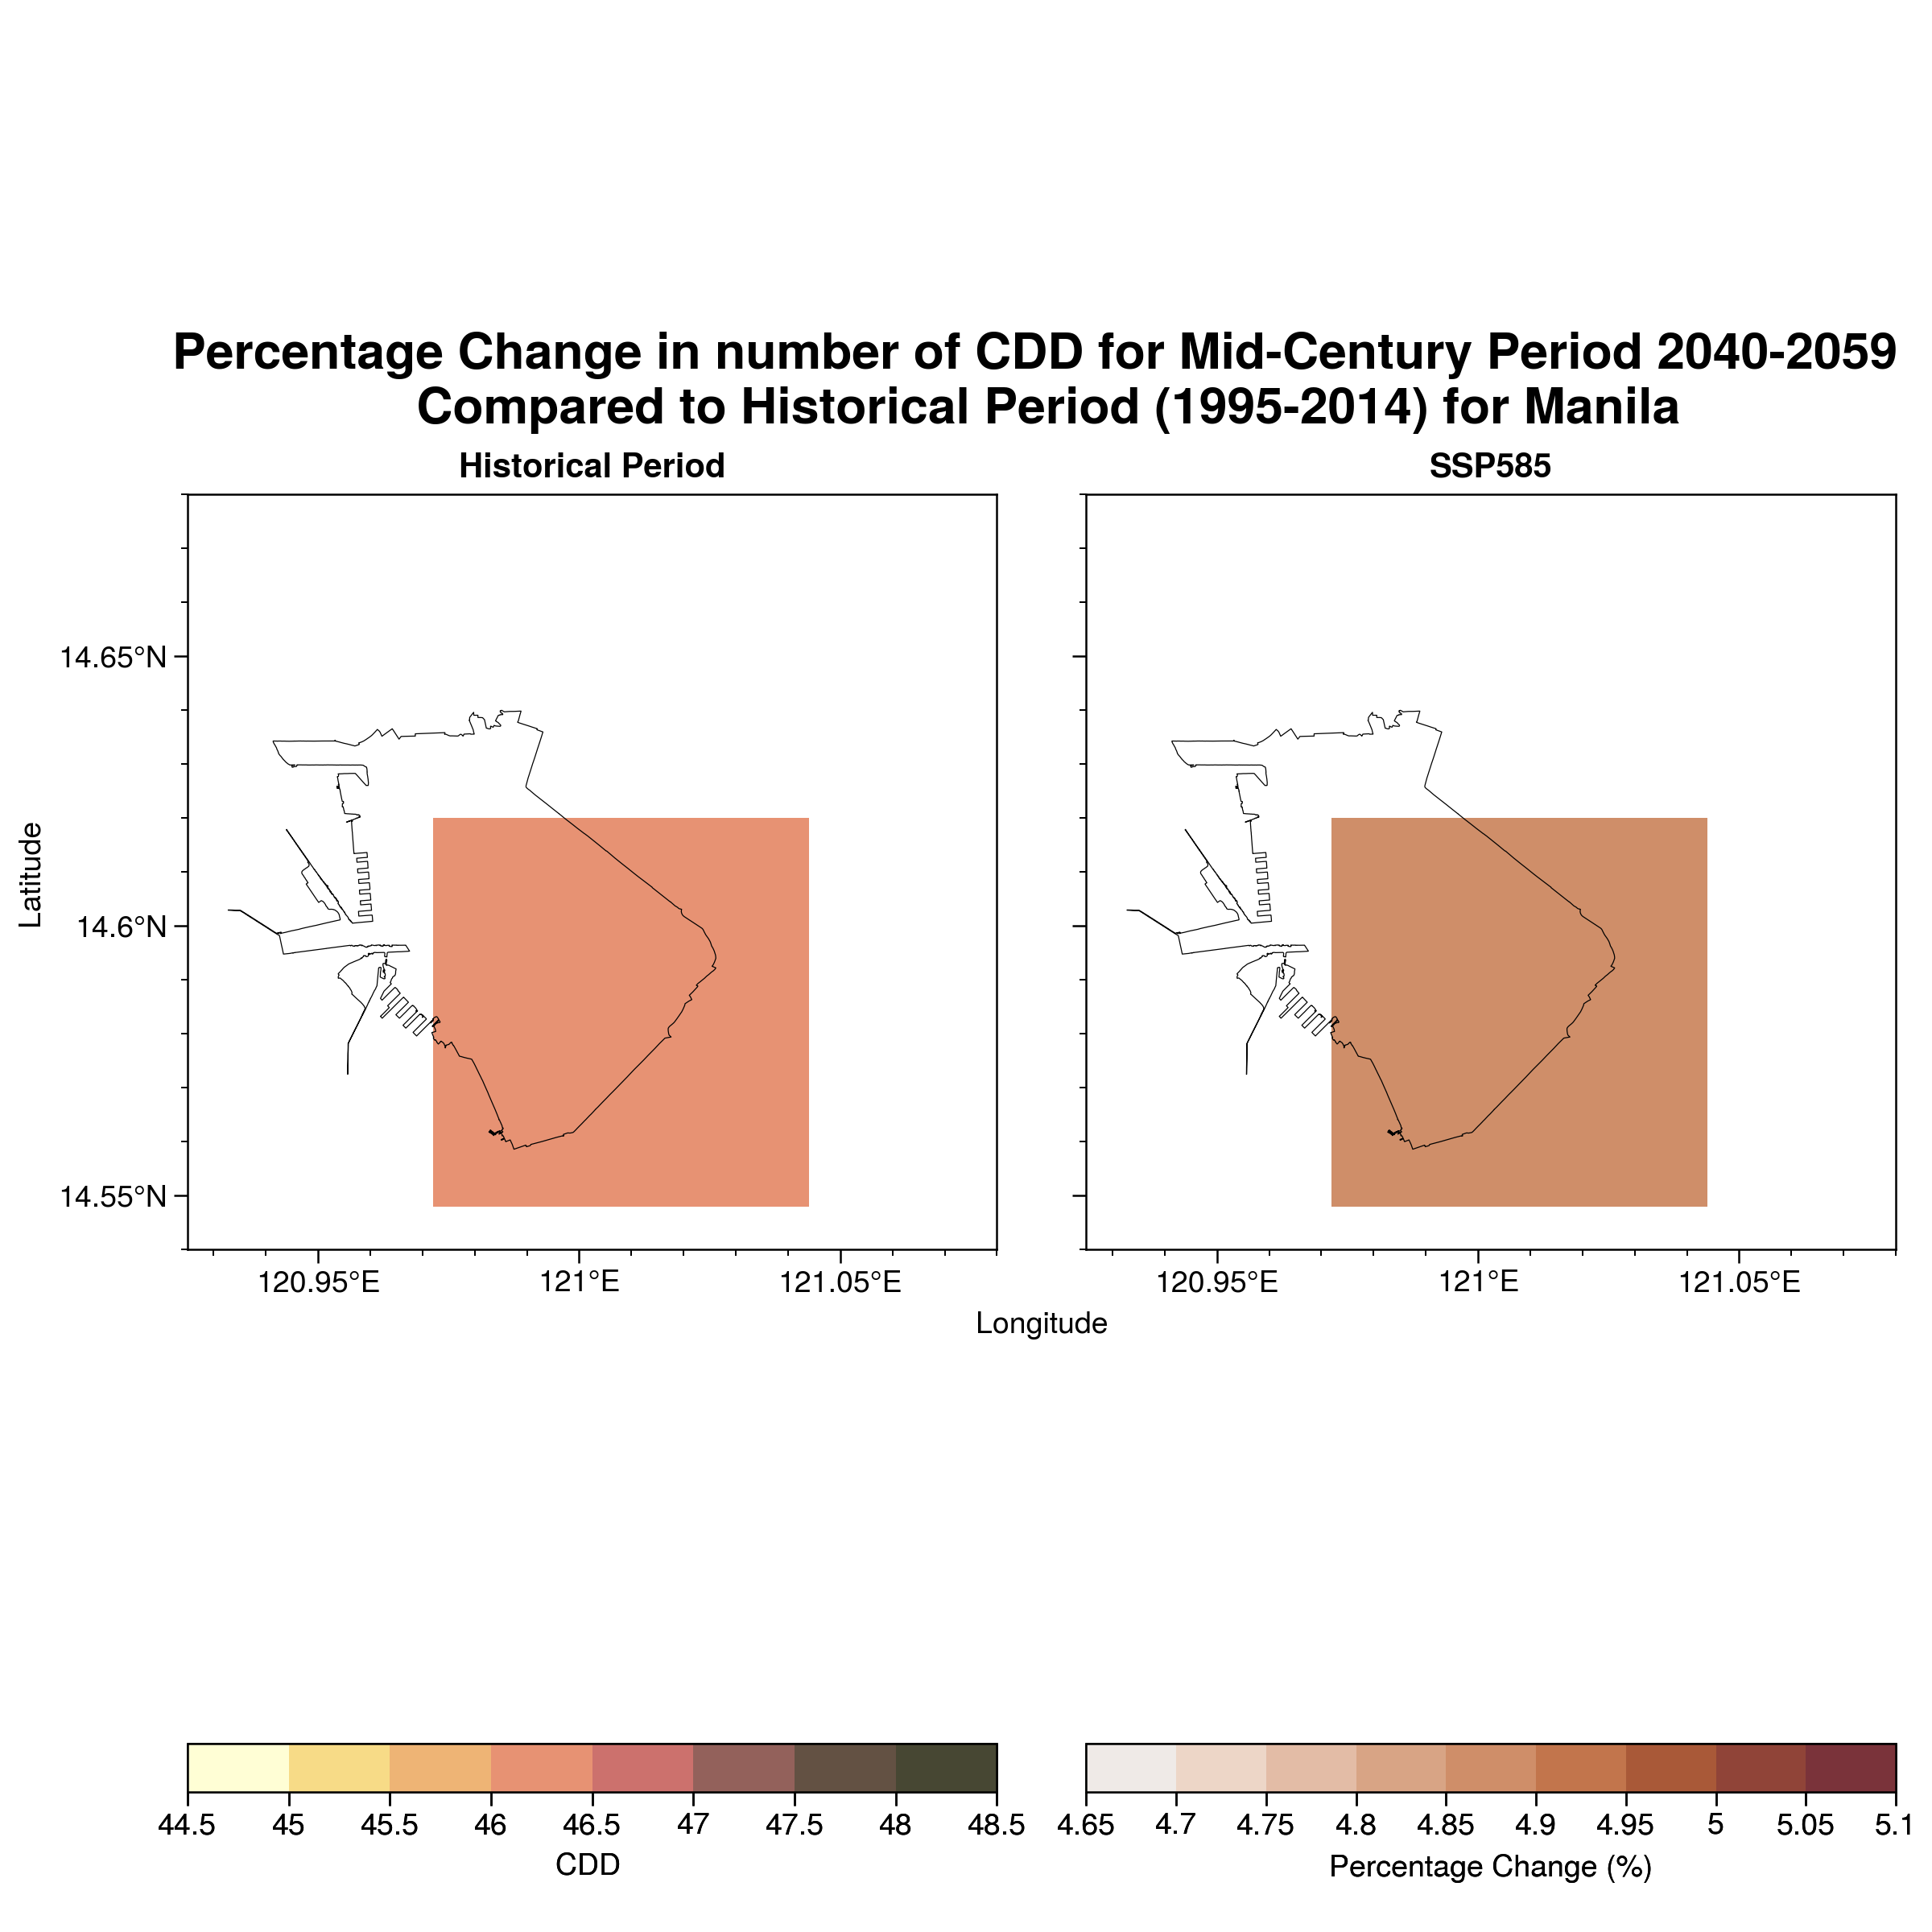 Percentage Change in number of CDD for Mid-Century Period 2040-2059
Compared to Historical Period (1995-2014) for Manila
Historical Period
SSP585
Latitude
14.65°N
14.6°N
14.55°N
120.95°E 121°E 121.05°E
120.95°E 121°E 121.05°E
Longitude
44.5 45 45.5 46 46.5 47 47.5 48 48.5
CDD
4.65 4.7 4.75 4.8 4.85 4.9 4.95 5 5.05 5.1
Percentage Change (%)